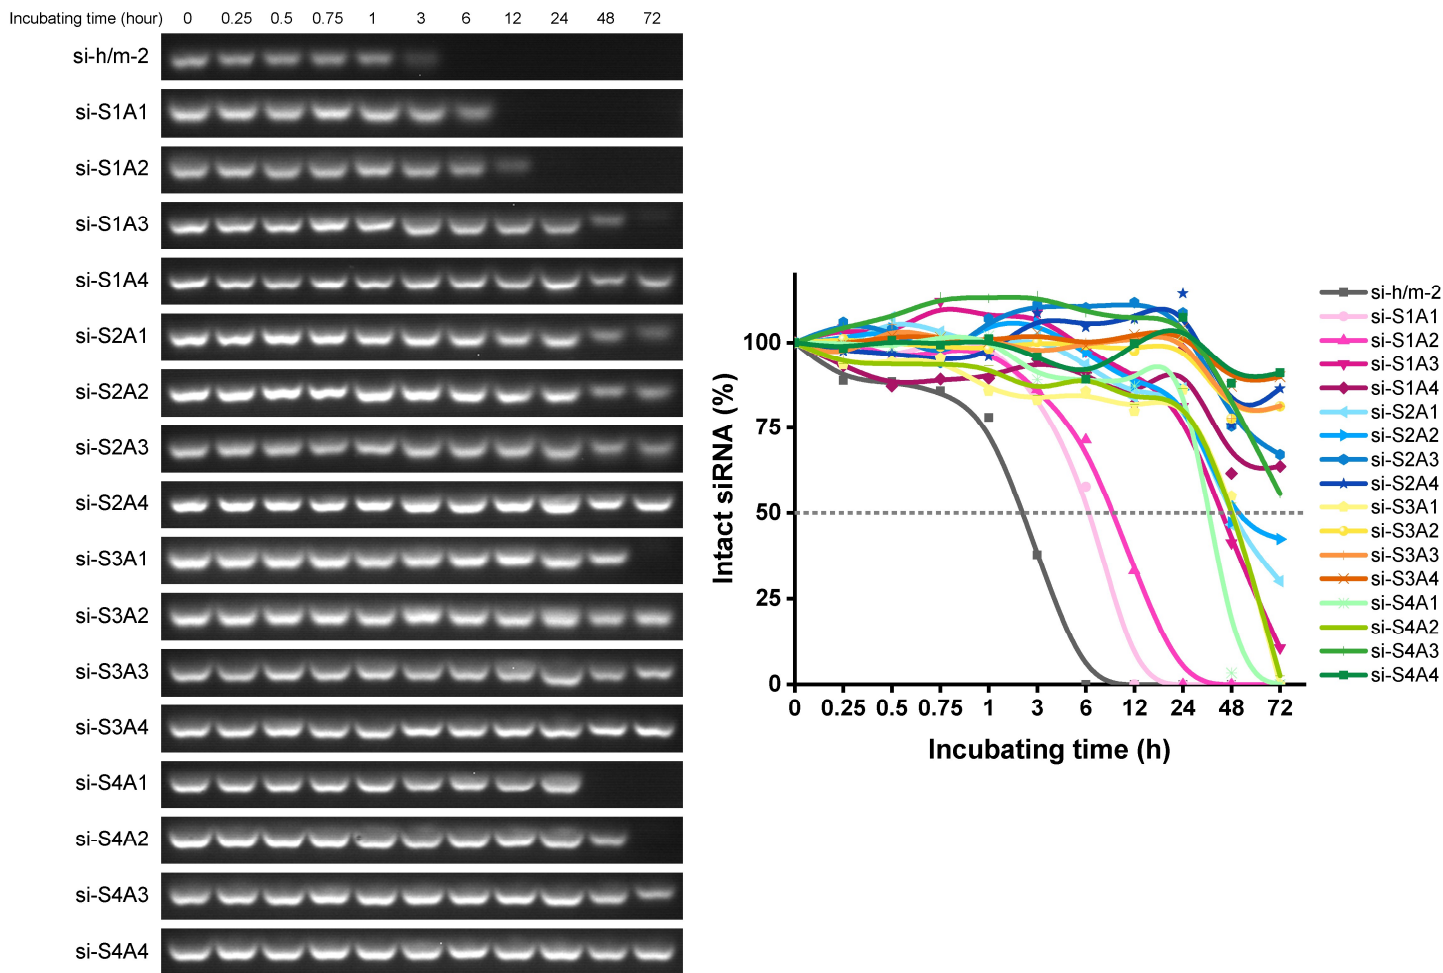 Incubating time (hour) 0 0.25 0.5 0.75 1 3 6 12 24 48 72
si-h/m-2
si-S1A1
si-S1A2
si-S1A3
si-S1A4
si-S2A1
si-S2A2
si-S2A3
si-S2A4
si-S3A1
si-S3A2
si-S3A3
si-S3A4
si-S4A1
si-S4A2
si-S4A3
si-S4A4
Intact siRNA (%)
100
75
50
25
0
0 0.25 0.5 0.75 1 3 6 12 24 48 72
Incubating time (h)
si-h/m-2
si-S1A1
si-S1A2
si-S1A3
si-S1A4
si-S2A1
si-S2A2
si-S2A3
si-S2A4
si-S3A1
si-S3A2
si-S3A3
si-S3A4
si-S4A1
si-S4A2
si-S4A3
si-S4A4